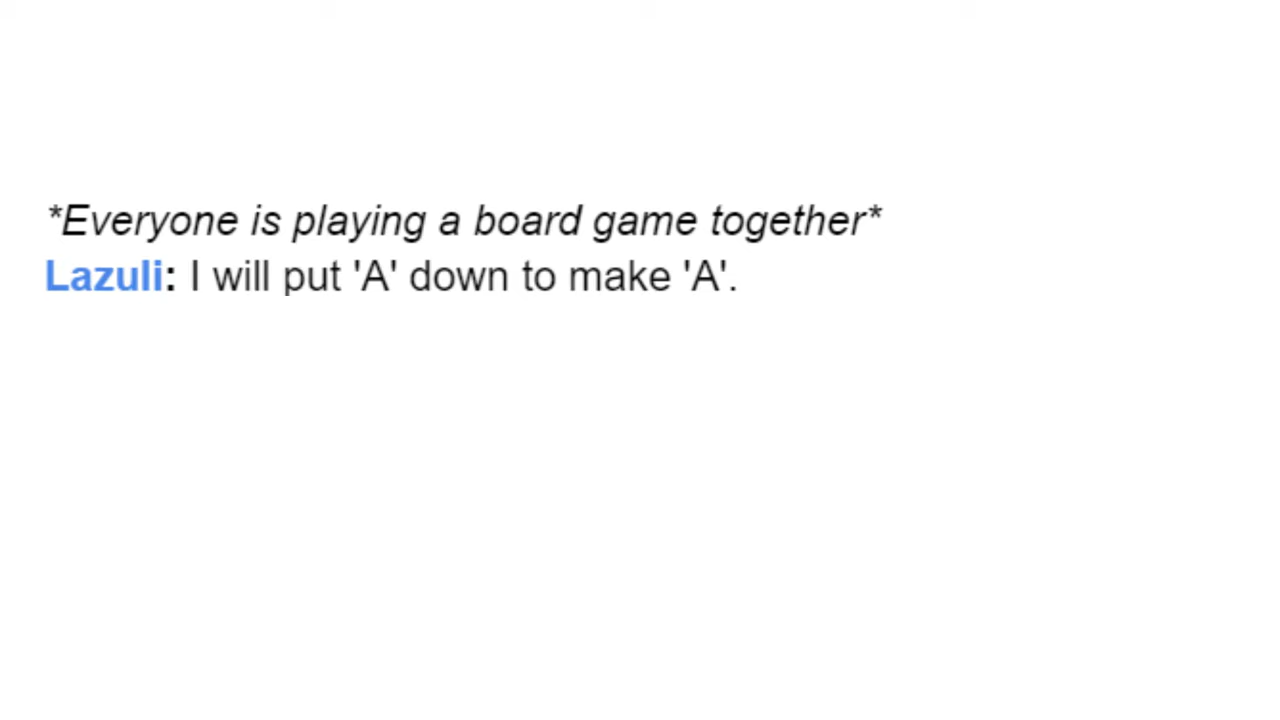 *Everyone is playing a board game together*
Lazuli: I will put 'A' down to make 'A'.